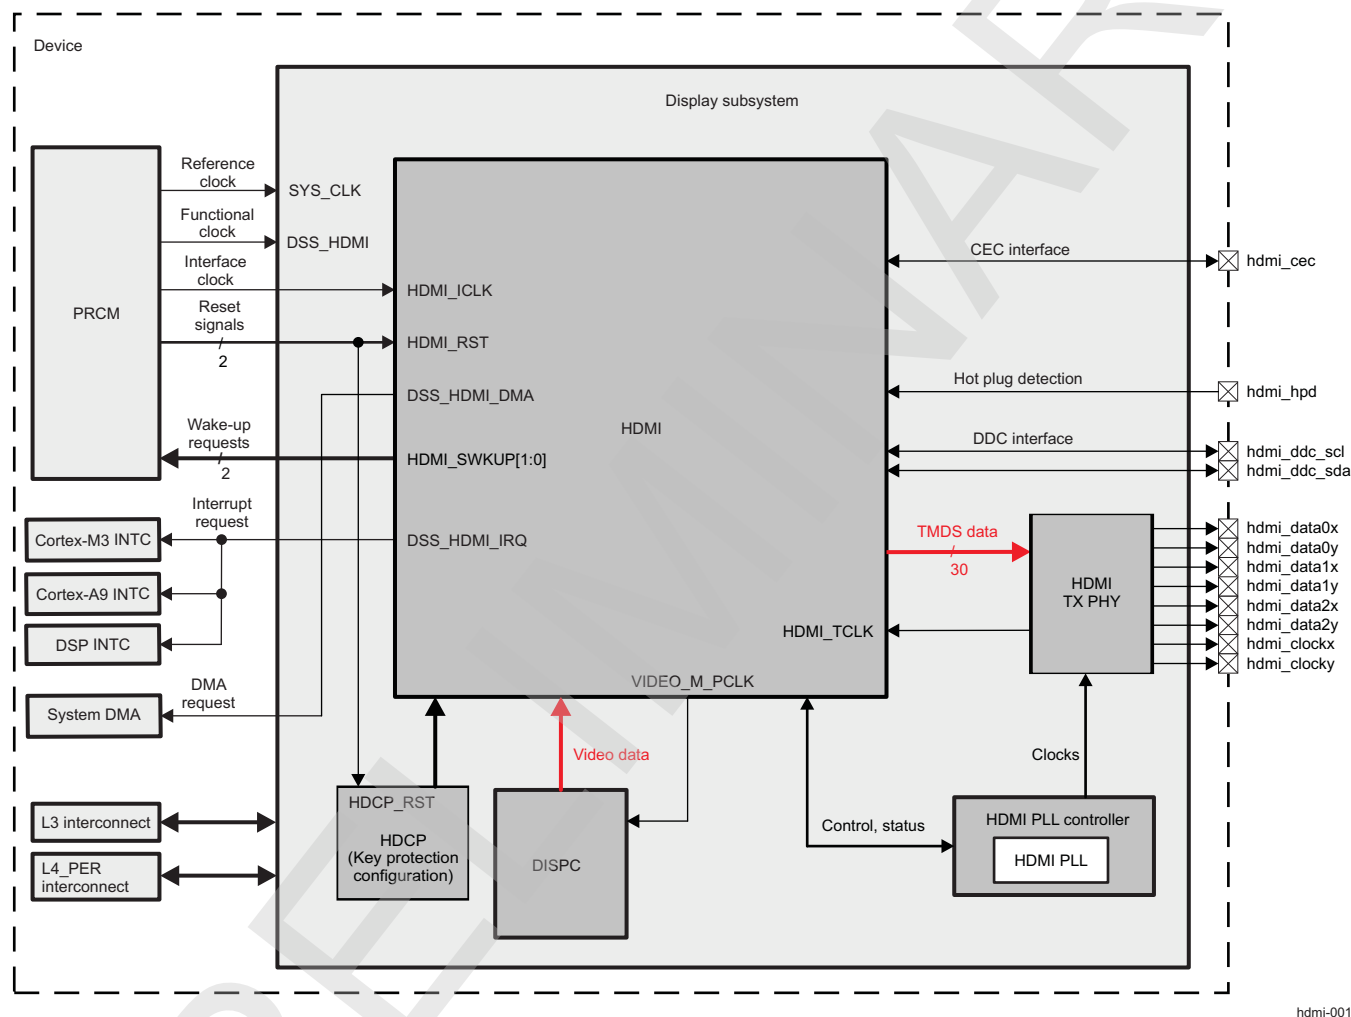 Device
Display subsystem
Reference
clock
SYS_CLK
Functional
clock
DSS_HDMI
Interface
clock
HDMI_ICLK
PRCM
Reset
signals
2
HDMI_RST
DSS_HDMI_DMA
Wake-up
requests
2
HDMI_SWKUP[1:0]
HDMI
CEC interface
hdmi_cec
Hot plug detection
hdmi_hpd
DDC interface
hdmi_ddc_scl
hdmi_ddc_sda
Interrupt
request
Cortex-M3 INTC
DSS_HDMI_IRQ
Cortex-A9 INTC
DSP INTC
TMDS data
30
HDMI
TX PHY
hdmi_data0x
hdmi_data0y
hdmi_data1x
hdmi_data1y
hdmi_data2x
hdmi_data2y
hdmi_clockx
hdmi_clocky
HDMI_TCLK
VIDEO_M_PCLK
DMA
request
System DMA
Video data
Clocks
L3 interconnect
L4_PER
interconnect
HDCP_RST
HDCP
(Key protection
configuration)
DISPC
Control, status
HDMI PLL controller
HDMI PLL
hdmi-001
PRELIMINARY